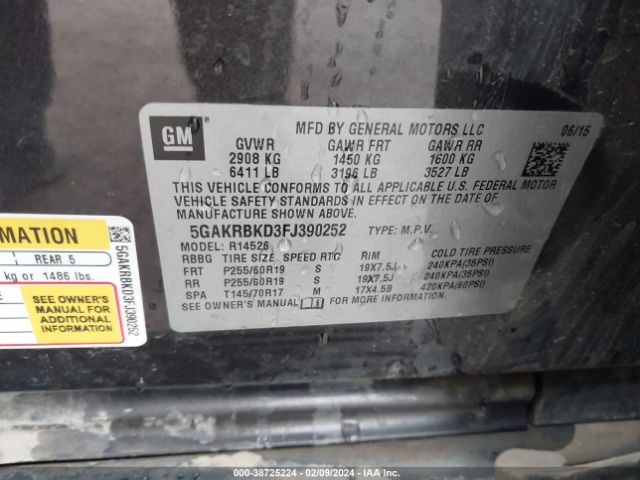 GM
MFD BY GENERAL MOTORS LLC 06/15
GVWR GAWR FRT GAWR RR
2908 KG 1450 KG 1600 KG
6411 LB 3196 LB 3527 LB
THIS VEHICLE CONFORMS TO ALL APPLICABLE U.S. FEDERAL MOTOR
VEHICLE SAFETY STANDARDS IN EFFECT ON THE DATE OF
MANUFACTURE SHOWN ABOVE.
5GAKRBKD3FJ390252 TYPE: M.P.V.
MODEL: R14526
RBBG TIRE SIZE SPEED RTG RIM COLD TIRE PRESSURE
FRT P255/60R19 S 19X7.5J 240KPA(35PSI)
RR P255/60R19 S 19X7.5J 240KPA(35PSI)
SPA T145/70R17 M 17X4.5B 420KPA(60PSI)
SEE OWNER'S MANUAL FOR MORE INFORMATION.
MATION
REAR 5
kg or 1486 lbs.
SEE OWNER'S
MANUAL FOR
ADDITIONAL
INFORMATION
5GAKRBKD3FJ390252
000-38725224 - 02/09/2024 - IAA Inc.